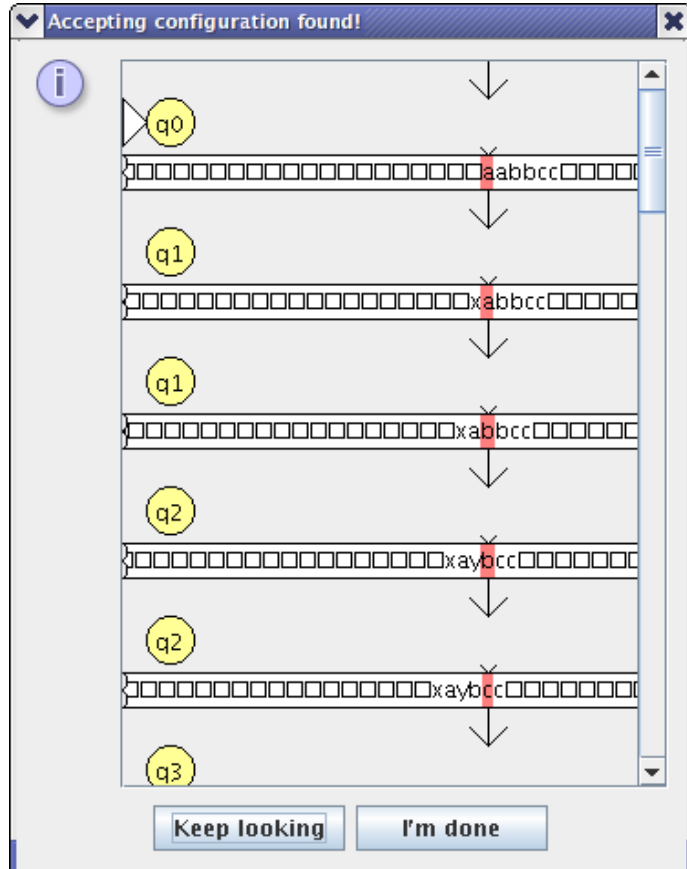 Accepting configuration found!
i
q0
aabbcc
q1
xabbcc
q1
xabbcc
q2
xaybcc
q2
xaybcc
q3
Keep looking
I'm done